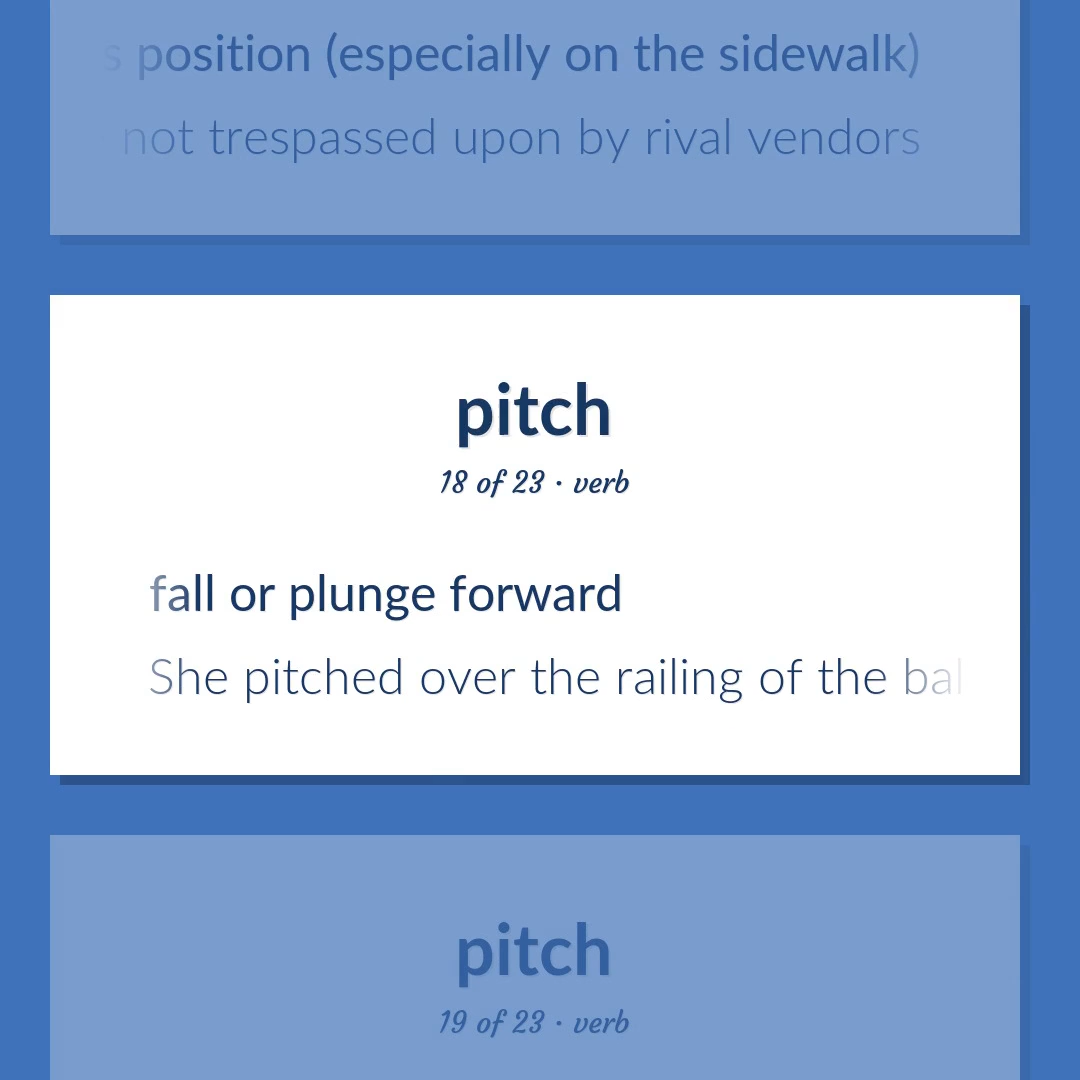 s position (especially on the sidewalk)
not trespassed upon by rival vendors
pitch
18 of 23 · verb
fall or plunge forward
She pitched over the railing of the bal
pitch
19 of 23 · verb